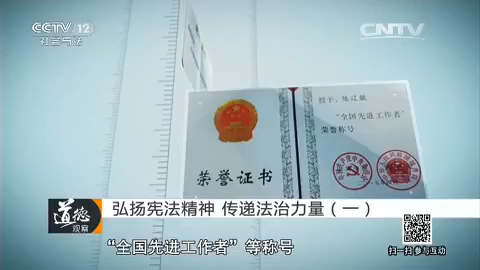 CCTV 12
社会与法
CNTV
授予:陈辽敏
“全国先进工作者”
荣誉称号
荣誉证书
道德
观察
弘扬宪法精神 传递法治力量(一)
“全国先进工作者”等称号
扫一扫 参与互动